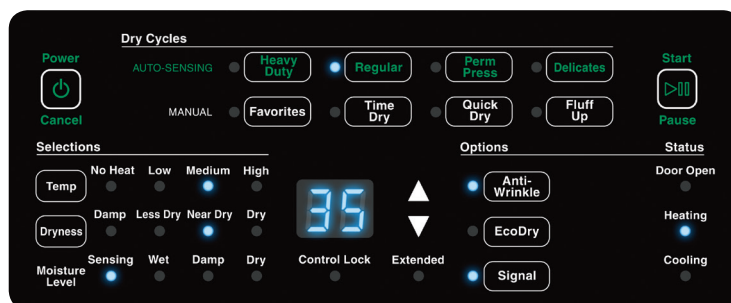 Dry Cycles
Power
Cancel
AUTO-SENSING
Heavy
Duty
Regular
Perm
Press
Delicates
MANUAL
Favorites
Time
Dry
Quick
Dry
Fluff
Up
Start
Pause
Selections
Temp
No Heat Low Medium High
Dryness
Damp Less Dry Near Dry Dry
Moisture
Level
Sensing Wet Damp Dry
35
Control Lock Extended
Options
Anti-
Wrinkle
EcoDry
Signal
Status
Door Open
Heating
Cooling